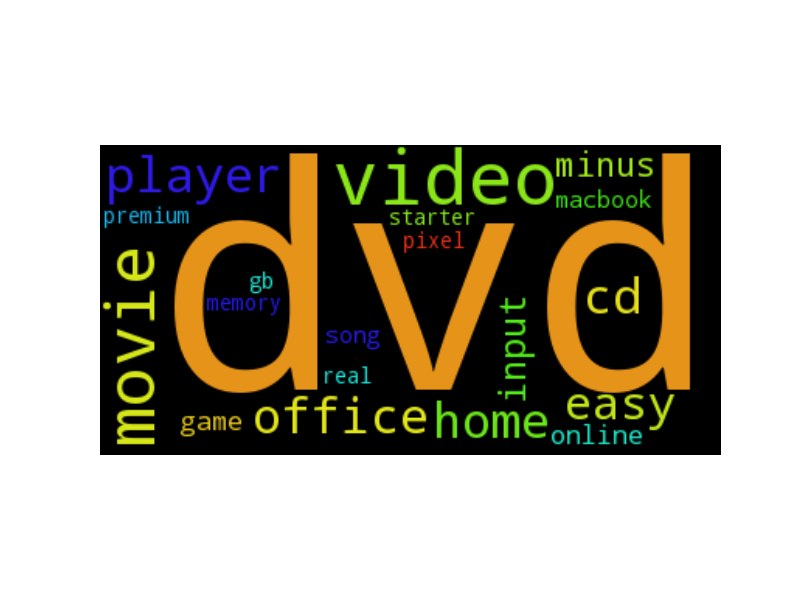 player
video
minus
macbook
premium
starter
pixel
dvd
movie
gb
memory
cd
song
input
real
game
office
home
easy
online